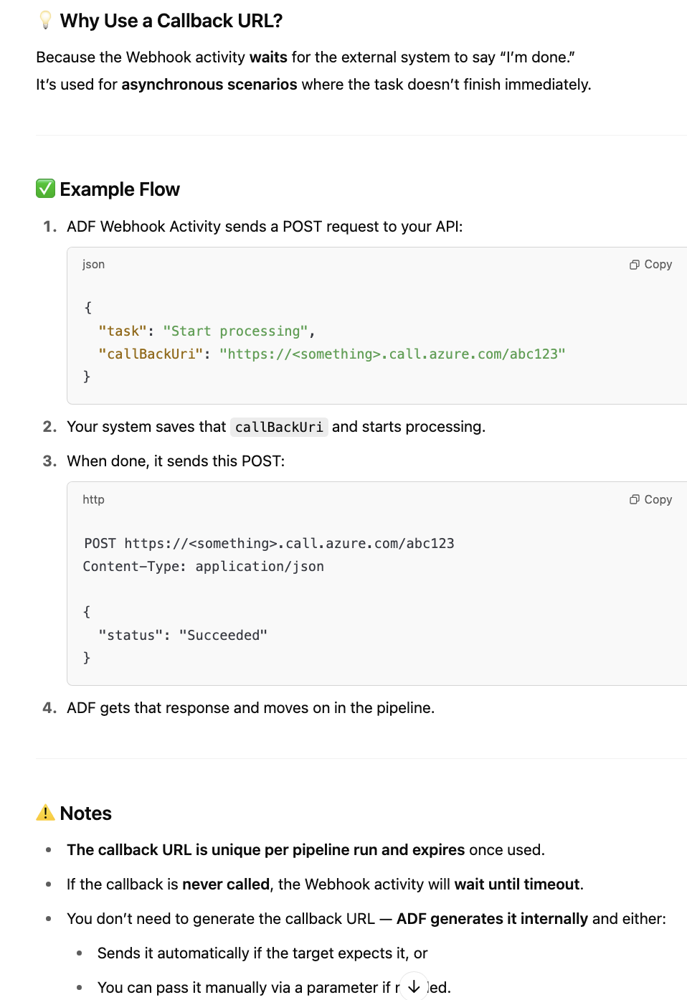 💡 Why Use a Callback URL?
Because the Webhook activity waits for the external system to say “I’m done.”
It’s used for asynchronous scenarios where the task doesn’t finish immediately.
✅ Example Flow
1. ADF Webhook Activity sends a POST request to your API:
json Copy
{
"task": "Start processing",
"callBackUri": "https://<something>.call.azure.com/abc123"
}
2. Your system saves that callBackUri and starts processing.
3. When done, it sends this POST:
http Copy
POST https://<something>.call.azure.com/abc123
Content-Type: application/json
{
"status": "Succeeded"
}
4. ADF gets that response and moves on in the pipeline.
⚠️ Notes
• The callback URL is unique per pipeline run and expires once used.
• If the callback is never called, the Webhook activity will wait until timeout.
• You don’t need to generate the callback URL — ADF generates it internally and either:
• Sends it automatically if the target expects it, or
• You can pass it manually via a parameter if